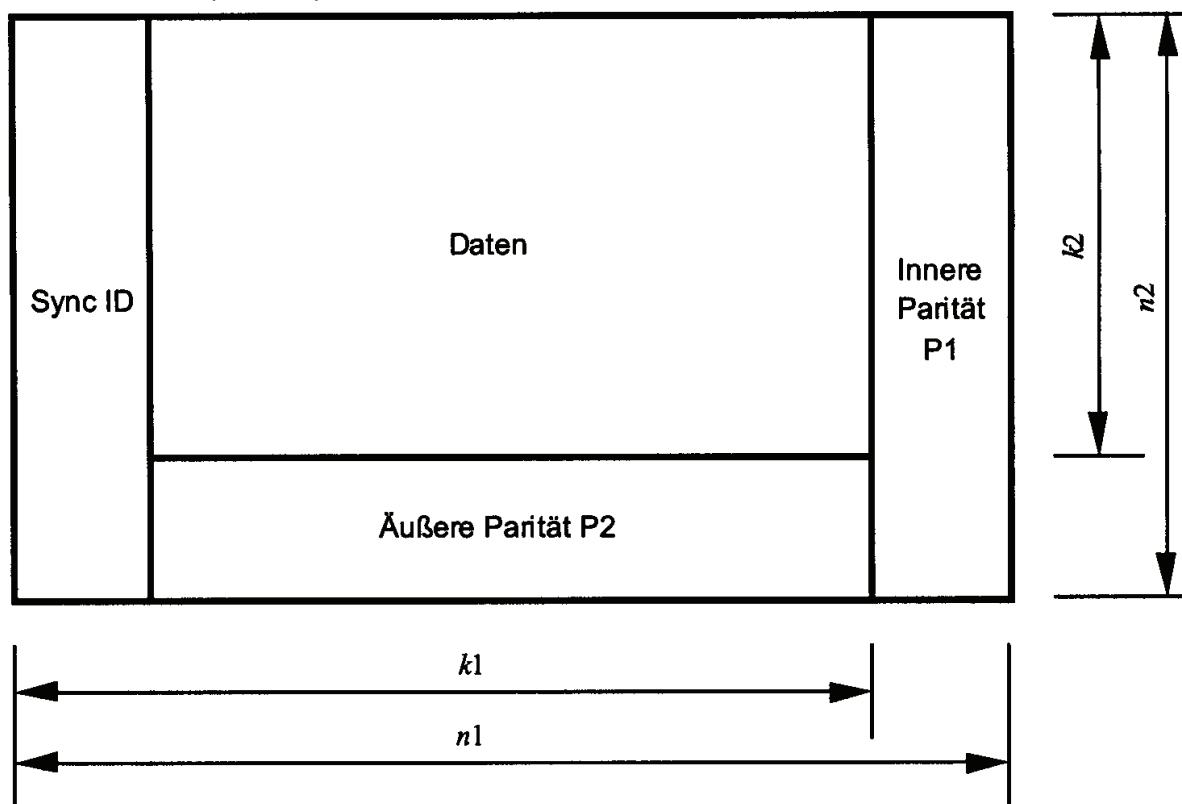 Sync ID
Daten
Innere
Parität
P1
Äußere Parität P2
k2
n2
k1
n1